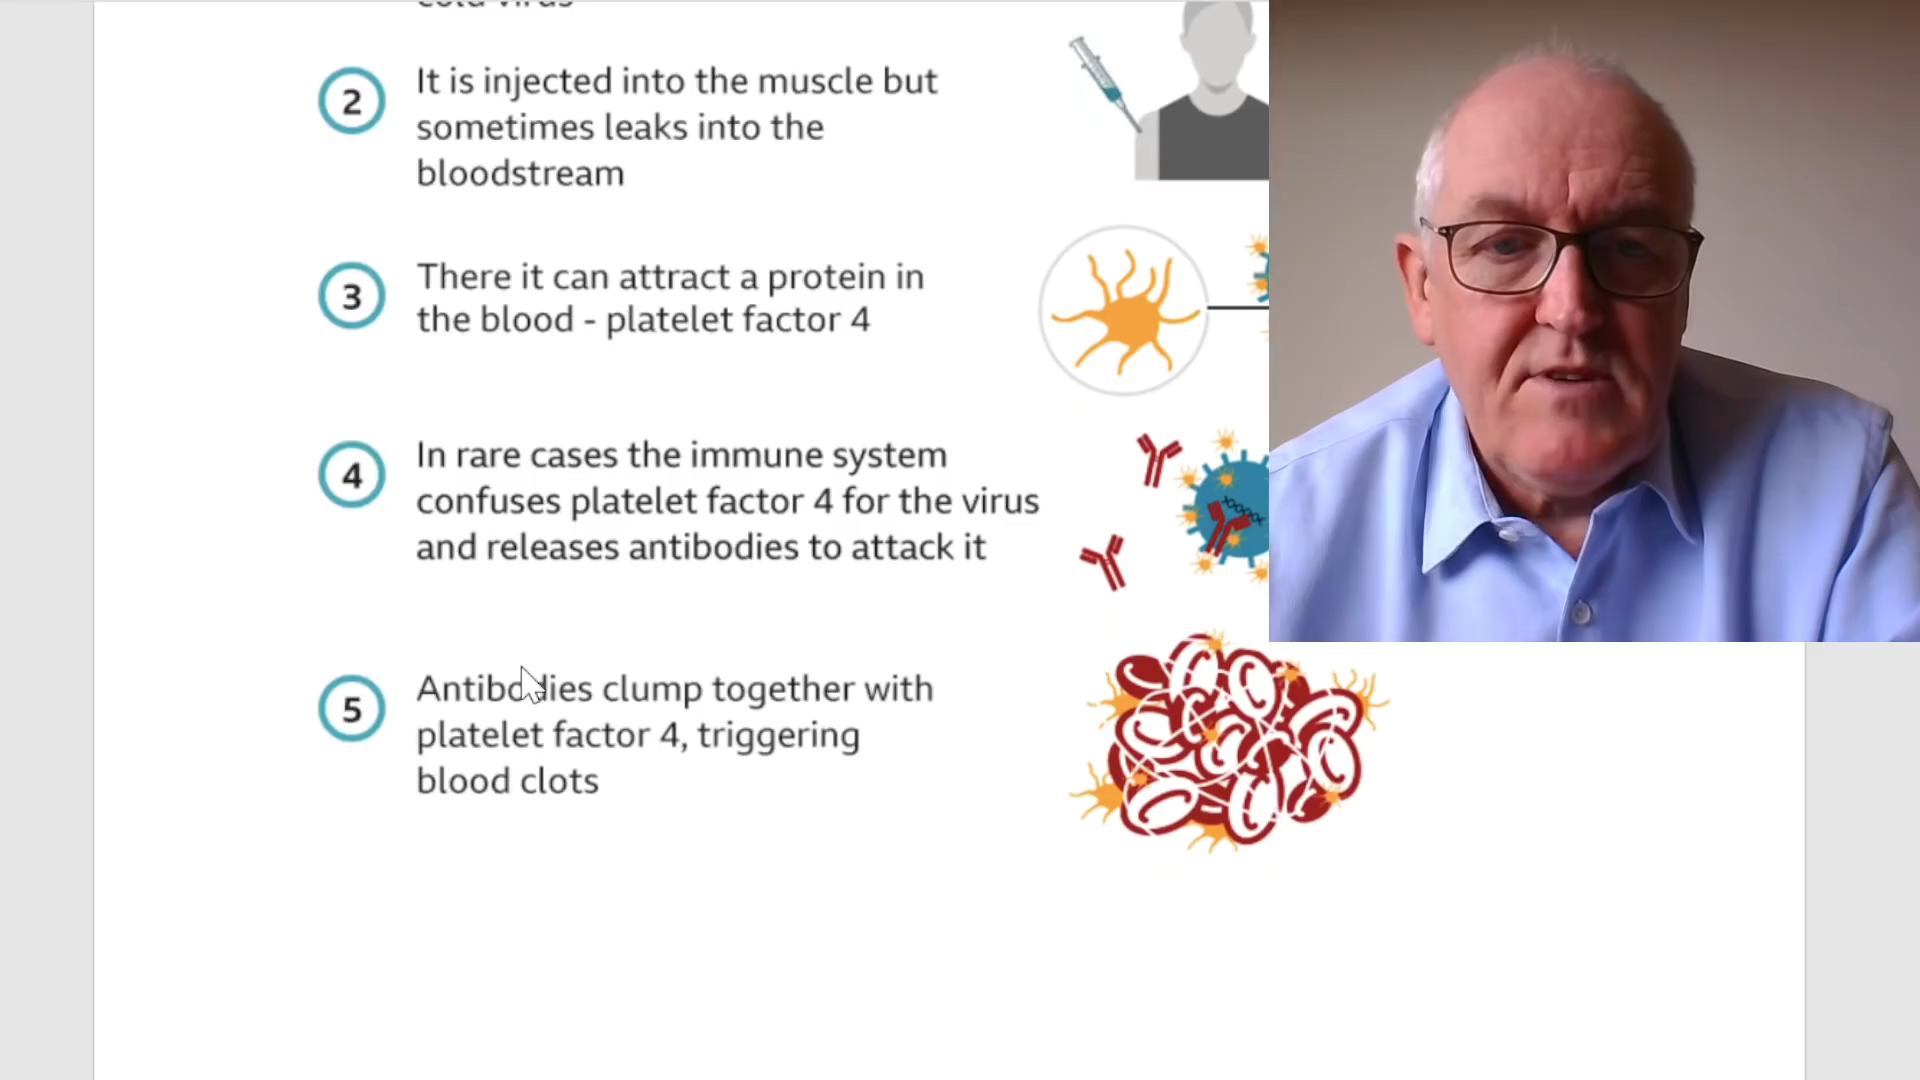 cold virus
2
It is injected into the muscle but
sometimes leaks into the
bloodstream
3
There it can attract a protein in
the blood - platelet factor 4
4
In rare cases the immune system
confuses platelet factor 4 for the virus
and releases antibodies to attack it
5
Antibodies clump together with
platelet factor 4, triggering
blood clots